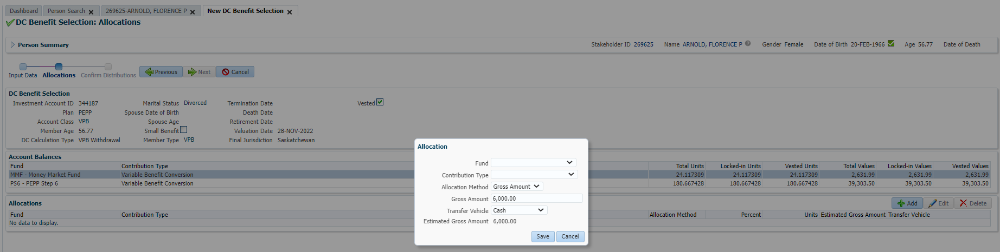 Dashboard Person Search 269625-ARNOLD, FLORENCE P New DC Benefit Selection
DC Benefit Selection: Allocations
Person Summary Stakeholder ID 269625 Name ARNOLD, FLORENCE P Gender Female Date of Birth 20-FEB-1966 Age 56.77 Date of Death
Input Data Allocations Confirm Distributions Previous Next Cancel
DC Benefit Selection
Investment Account ID 344187 Marital Status Divorced Termination Date Vested
Plan PEPP Spouse Date of Birth Death Date
Account Class VPB Spouse Age Retirement Date
Member Age 56.77 Small Benefit Valuation Date 28-NOV-2022
DC Calculation Type VPB Withdrawal Member Type VPB Final Jurisdiction Saskatchewan
Account Balances
Fund Contribution Type Total Units Locked-in Units Vested Units Total Values Locked-in Values Vested Values
MMF - Money Market Fund Variable Benefit Conversion 24.117309 24.117309 24.117309 2,631.99 2,631.99 2,631.99
PS6 - PEPP Step 6 Variable Benefit Conversion 180.667428 180.667428 180.667428 39,303.50 39,303.50 39,303.50
Allocations Add Edit Delete
Fund Contribution Type Allocation Method Percent Units Estimated Gross Amount Transfer Vehicle
No data to display.
Allocation
Fund
Contribution Type
Allocation Method Gross Amount
Gross Amount 6,000.00
Transfer Vehicle Cash
Estimated Gross Amount 6,000.00
Save Cancel